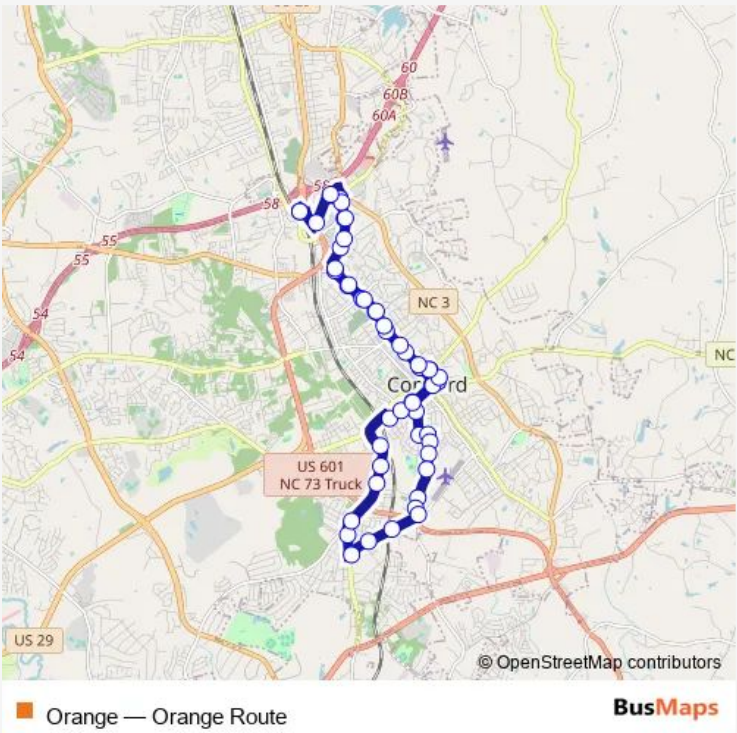 60
60B
60A
58
58
55
55
54
54
NC 3
NC
Concord
US 601
NC 73 Truck
US 29
© OpenStreetMap contributors
Orange — Orange Route
BusMaps